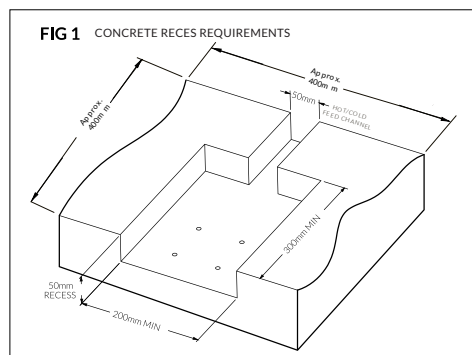 FIG 1 CONCRETE RECES REQUIREMENTS
Approx.
400mm
Approx.
400mm
50mm
HOT/COLD
FEED CHANNEL
300mm MIN
50mm
RECESS
200mm MIN